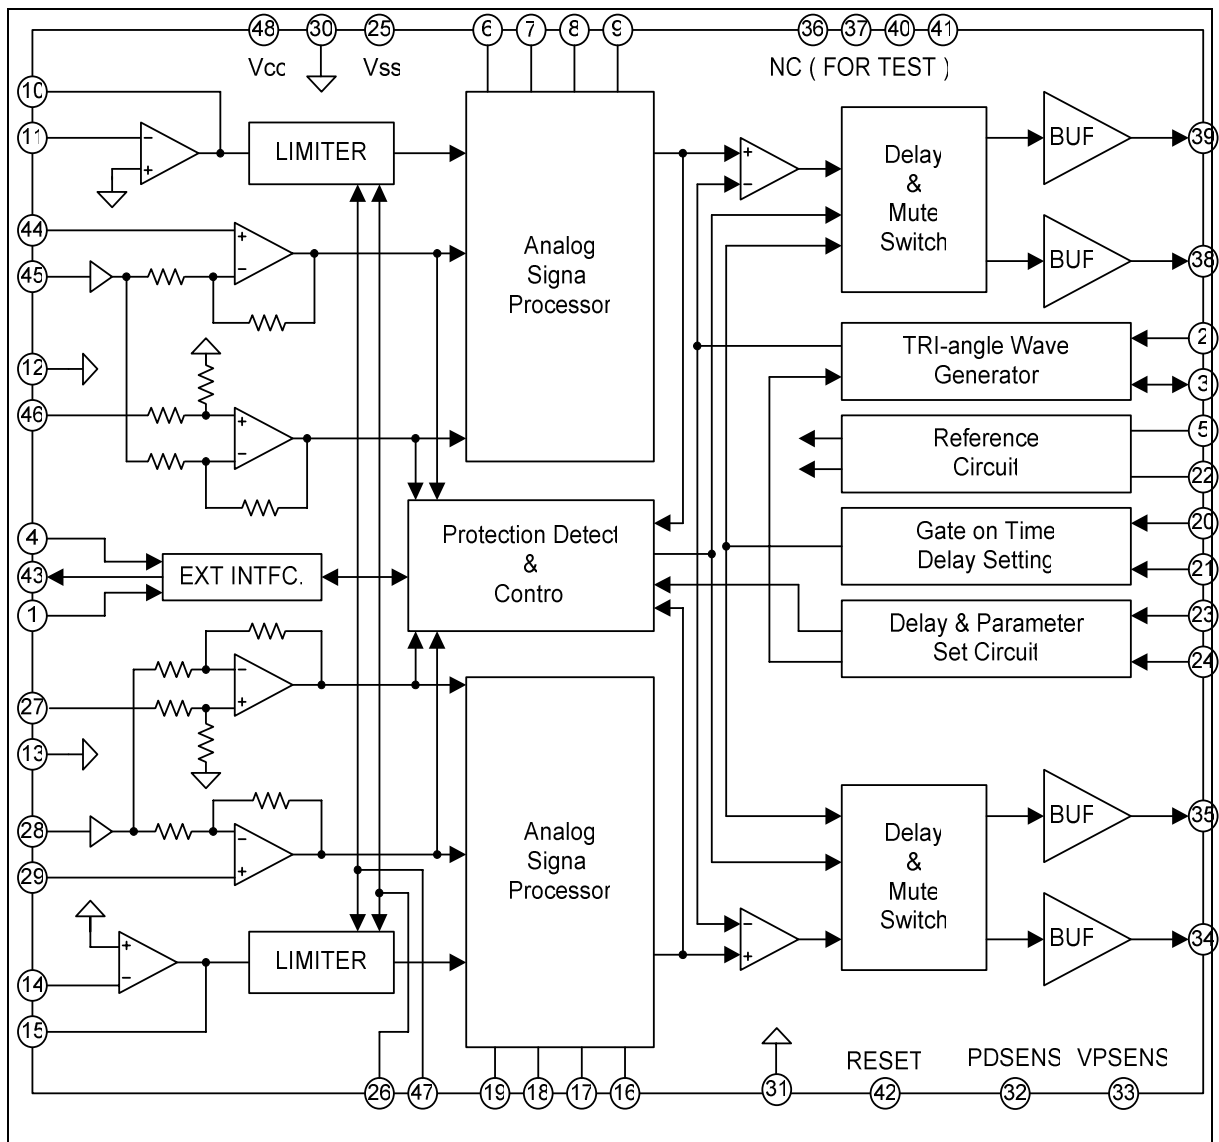 48 30 25 6 7 8 9 36 37 40 41
Vcc Vss NC ( FOR TEST )
10
11
− +
LIMITER
Analog
Signa
Processor
+ −
Delay
&
Mute
Switch
BUF
39
BUF
38
44
45
+ −
12
46
+ −
TRI-angle Wave
Generator
2
3
Reference
Circuit
5
22
4
43
1
EXT INTFC.
Protection Detect
&
Contro
Gate on Time
Delay Setting
20
21
Delay & Parameter
Set Circuit
23
24
27
− +
13
28
29
− +
Analog
Signa
Processor
Delay
&
Mute
Switch
BUF
35
BUF
34
− +
+ −
LIMITER
14
15
RESET PDSENS VPSENS
26 47 19 18 17 16 31 42 32 33